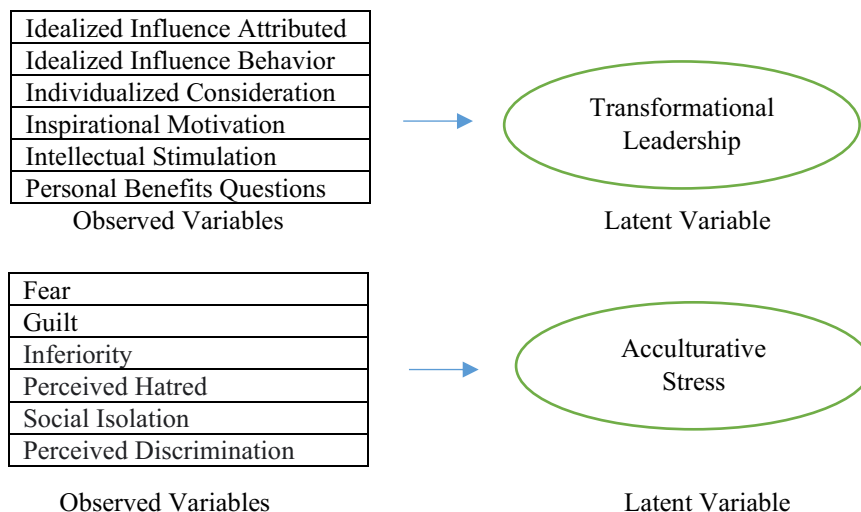 Idealized Influence Attributed
Idealized Influence Behavior
Individualized Consideration
Inspirational Motivation
Intellectual Stimulation
Personal Benefits Questions
Observed Variables
Transformational
Leadership
Latent Variable
Fear
Guilt
Inferiority
Perceived Hatred
Social Isolation
Perceived Discrimination
Observed Variables
Acculturative
Stress
Latent Variable